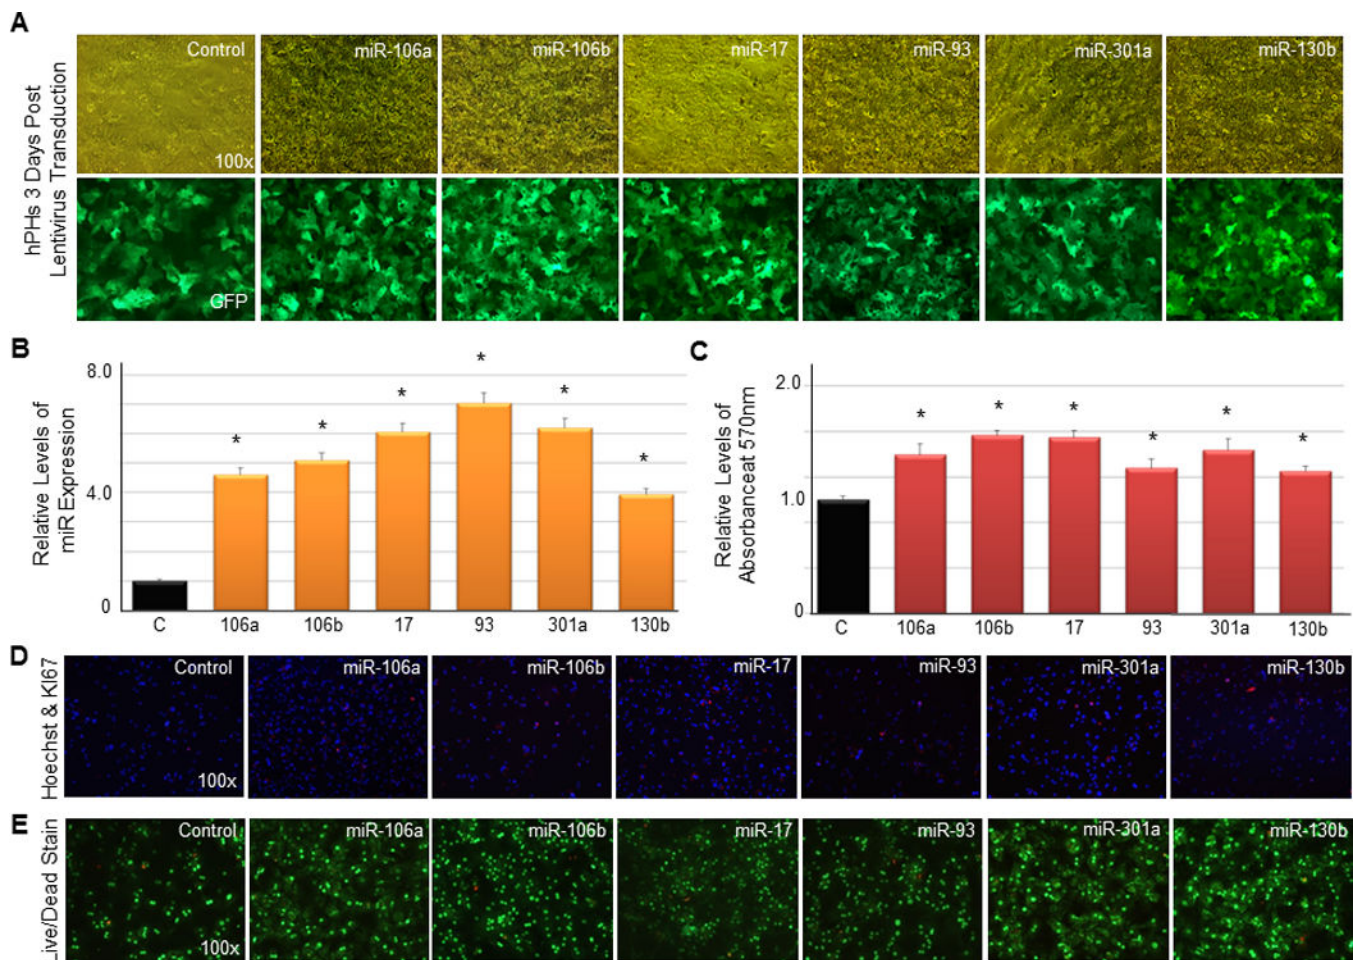 A
hPHs 3 Days Post
Lentivirus Transduction
Control
miR-106a
miR-106b
miR-17
miR-93
miR-301a
miR-130b
100x
GFP
B
Relative Levels of
miR Expression
8.0
4.0
0
*
*
*
*
*
*
C
106a
106b
17
93
301a
130b
C
Relative Levels of
Absorbanceat 570nm
2.0
1.0
0
*
*
*
*
*
*
C
106a
106b
17
93
301a
130b
D
Hoechst & KI67
Control
miR-106a
miR-106b
miR-17
miR-93
miR-301a
miR-130b
100x
E
Live/Dead Stain
Control
miR-106a
miR-106b
miR-17
miR-93
miR-301a
miR-130b
100x